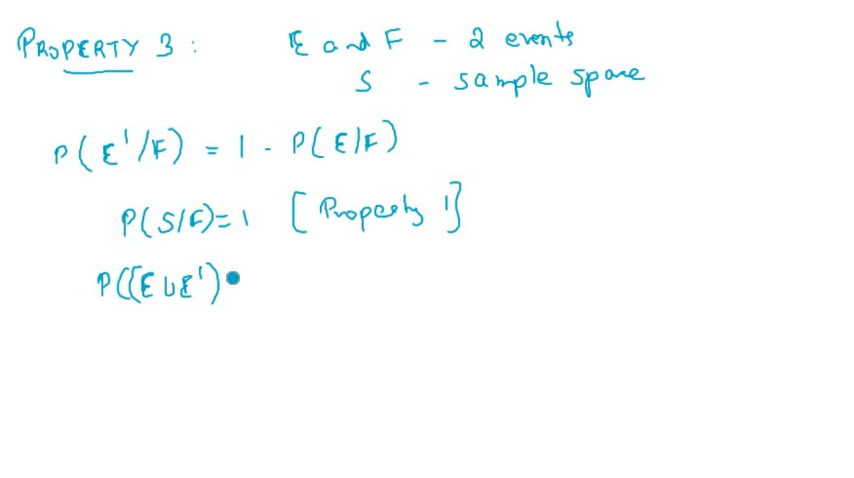 PROPERTY 3 : E and F - 2 events
S - sample space
P(E'/F) = 1 - P(E/F)
P(S/F)=1 [Property 1]
P((E∪E')